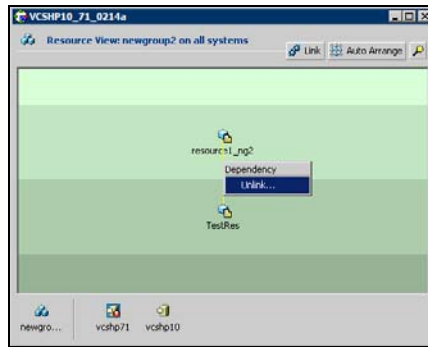 VCSHP10_71_0214a
Resource View: newgroup2 on all systems
Link Auto Arrange
resource1_ng2
Dependency
Unlink...
TestRes
newgro... vcshp71 vcshp10